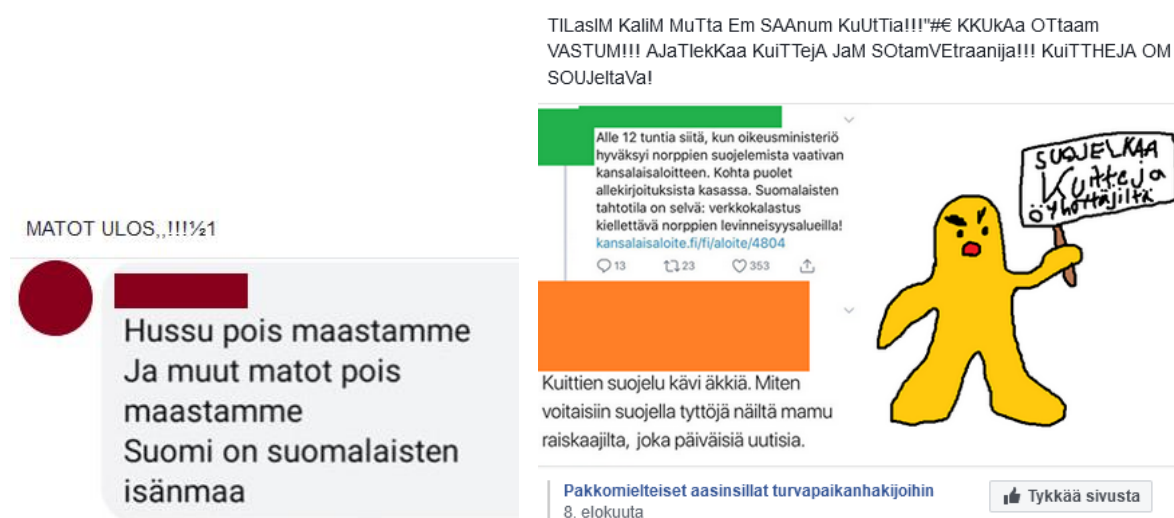 MATOT ULOS,,!!!½1
Hussu pois maastamme
Ja muut matot pois
maastamme
Suomi on suomalaisten
isänmaa
TILasIM KaliM MuTta Em SAAnum KuUtTia!!!"#€ KKUkAa OTtaam
VASTUM!!! AJaTlekKaa KuiTTejA JaM SOtamVEtraanija!!! KuiTTHEJA OM
SOUJeltaVa!
Alle 12 tuntia siitä, kun oikeusministeriö
hyväksyi norppien suojelemista vaativan
kansalaisaloitteen. Kohta puolet
allekirjoituksista kasassa. Suomalaisten
tahtotila on selvä: verkkokalastus
kiellettävä norppien levinneisyysalueilla!
kansalaisaloite.fi/fi/aloite/4804
13 23 353
SUOJELKAA
Kuitteja
öyhöttäjiltä
Kuittien suojelu kävi äkkiä. Miten
voitaisiin suojella tyttöjä näiltä mamu
raiskaajilta, joka päiväisiä uutisia.
Pakkomielteiset aasinsillat turvapaikanhakijoihin
8. elokuuta
Tykkää sivusta